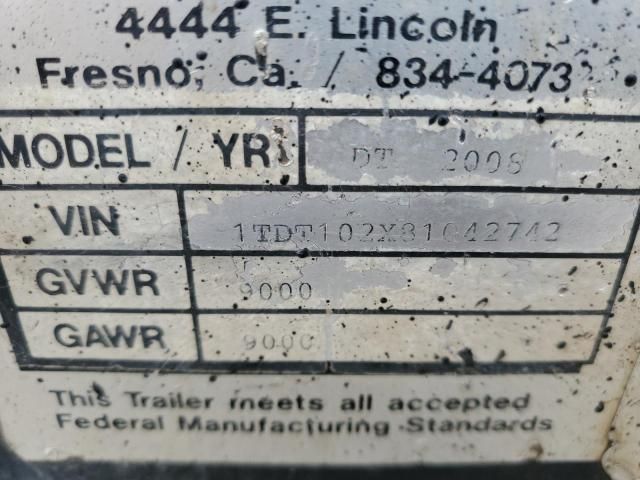 4444 E. Lincoln
Fresno, Ca. / 834-4073
MODEL / YR DT 2008
VIN 1TDT102X81042742
GVWR 9000
GAWR 9000
This Trailer meets all accepted
Federal Manufacturing Standards